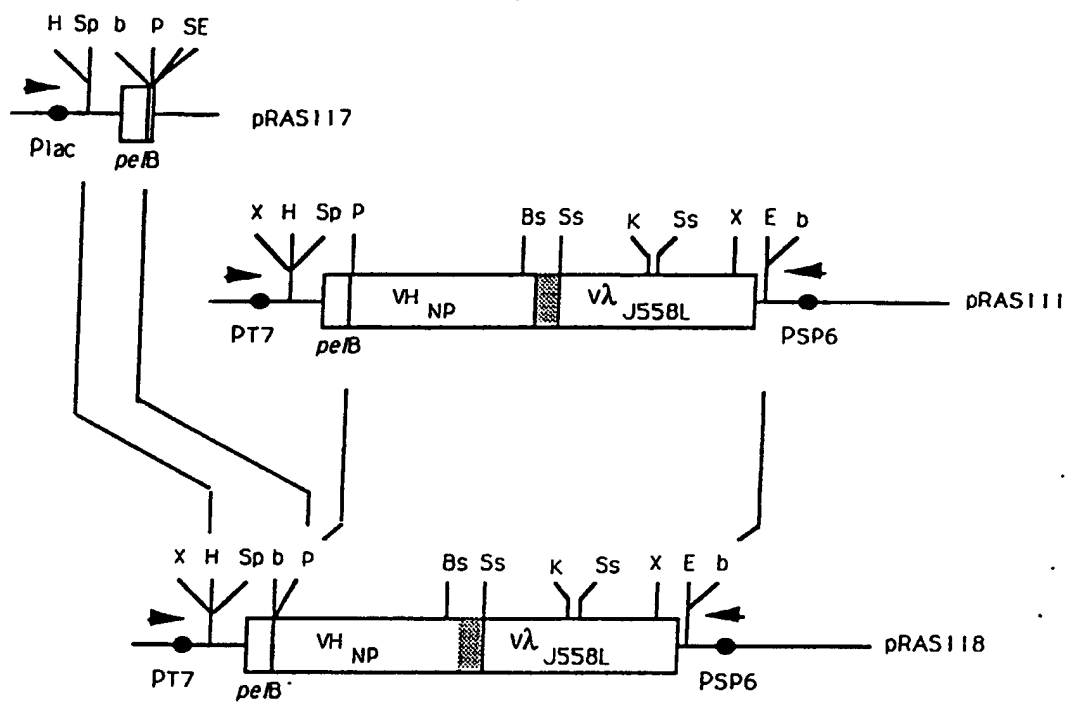 H Sp b P SE
pRAS117
Plac
pelB
X H Sp P Bs Ss K Ss X E b
VH NP Vλ J558L
pRAS111
PT7 PSP6
pelB
X H Sp b P Bs Ss K Ss X E b
VH NP Vλ J558L
pRAS118
PT7 PSP6
pelB